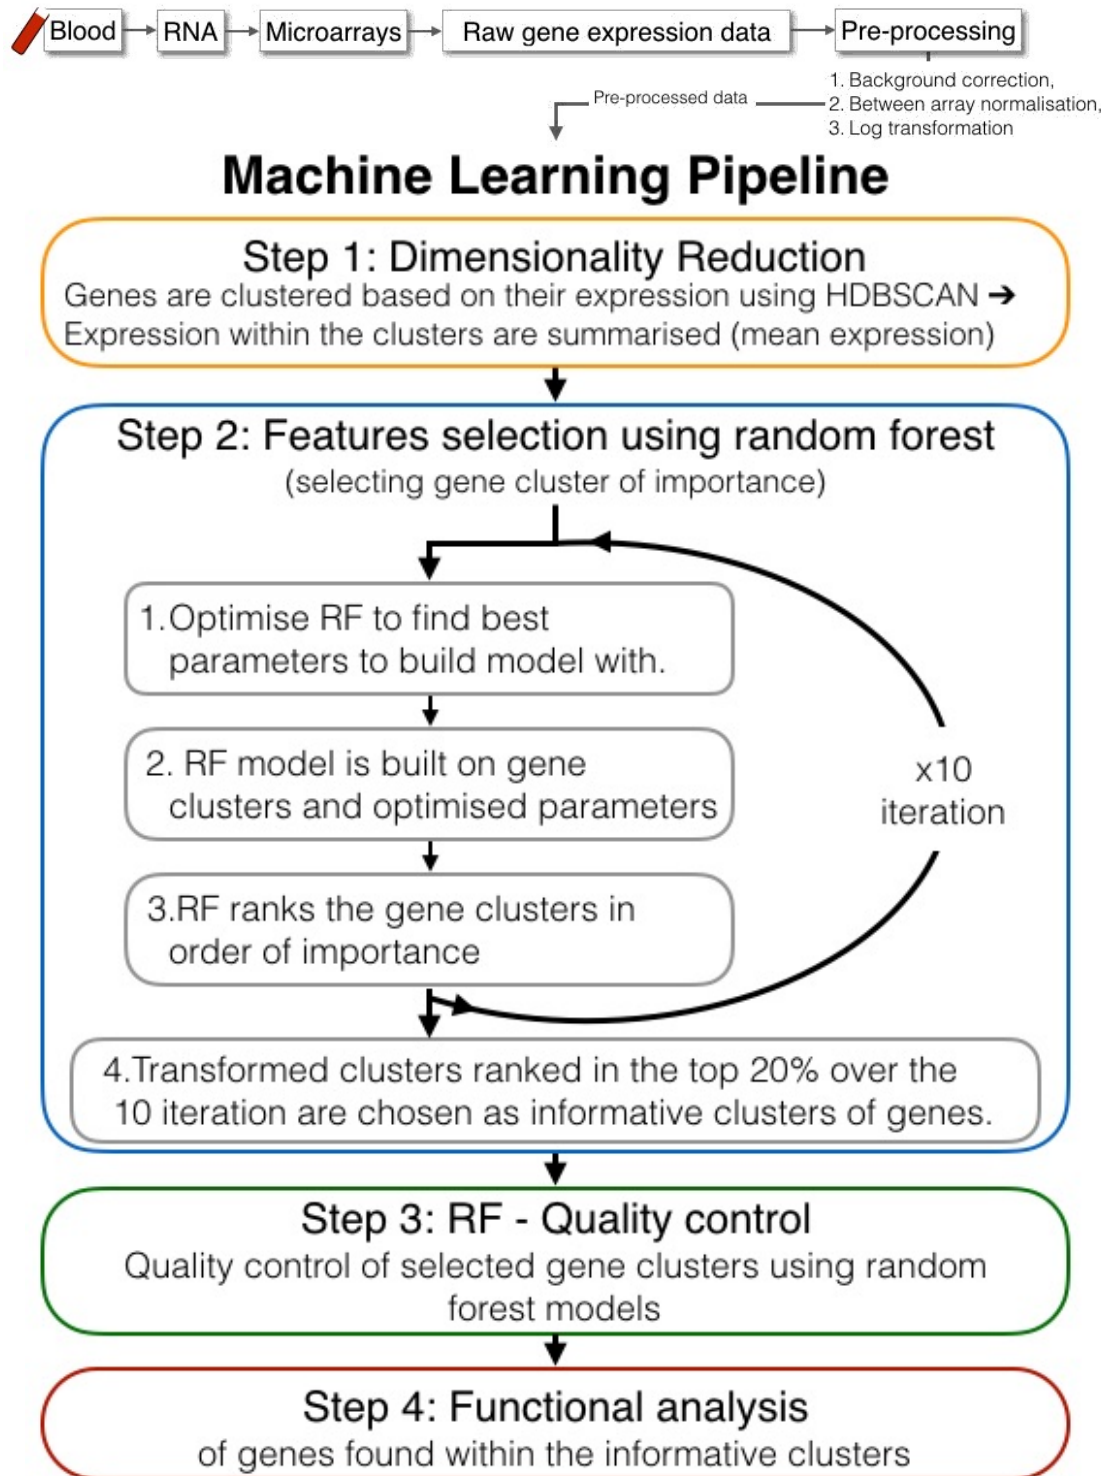 Blood
RNA
Microarrays
Raw gene expression data
Pre-processing
1. Background correction,
2. Between array normalisation,
3. Log transformation
Pre-processed data
Machine Learning Pipeline
Step 1: Dimensionality Reduction
Genes are clustered based on their expression using HDBSCAN ➔
Expression within the clusters are summarised (mean expression)
Step 2: Features selection using random forest
(selecting gene cluster of importance)
1.Optimise RF to find best
parameters to build model with.
2. RF model is built on gene
clusters and optimised parameters
3.RF ranks the gene clusters in
order of importance
x10
iteration
4.Transformed clusters ranked in the top 20% over the
10 iteration are chosen as informative clusters of genes.
Step 3: RF - Quality control
Quality control of selected gene clusters using random
forest models
Step 4: Functional analysis
of genes found within the informative clusters